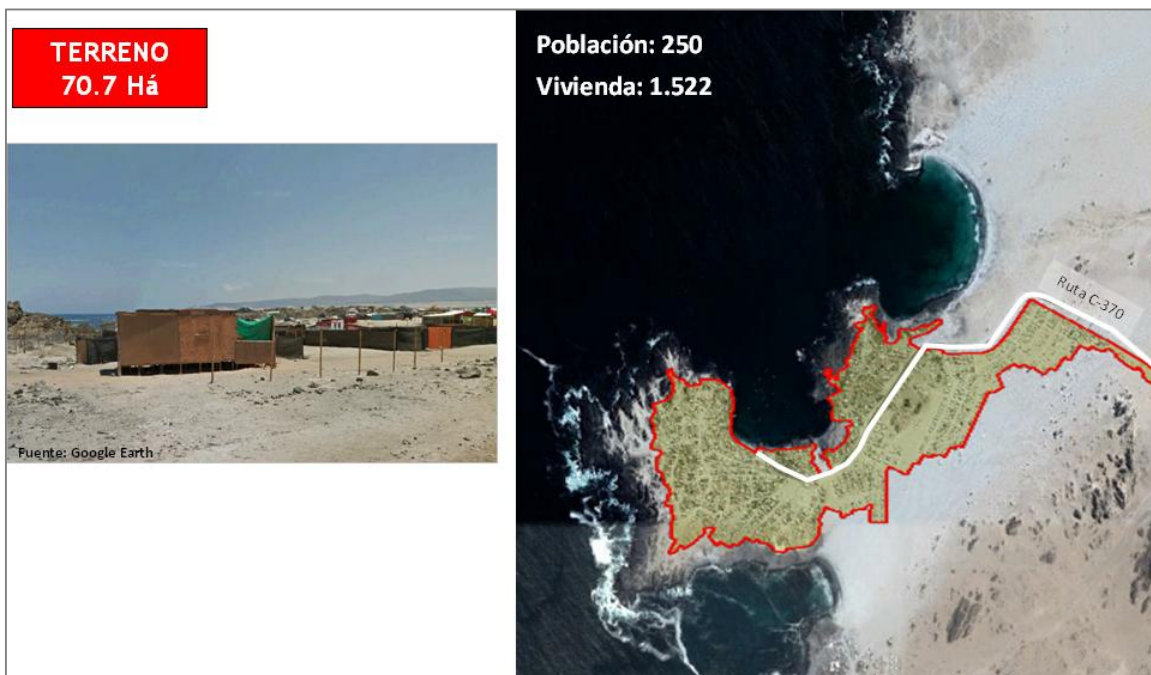 TERRENO
70.7 Há
Fuente: Google Earth
Población: 250
Vivienda: 1.522
Ruta C-370